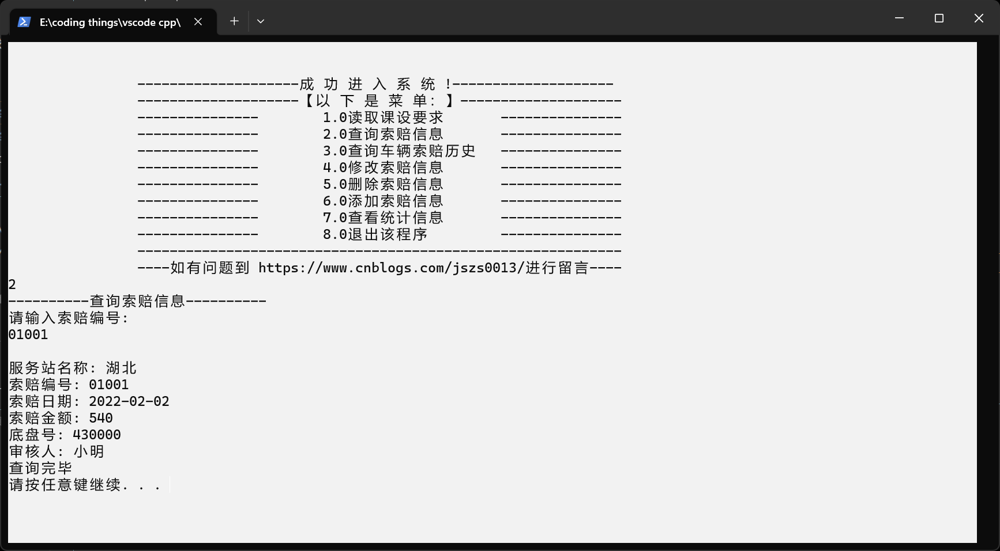 E:\coding things\vscode cpp\
--------------------成 功 进 入 系 统 !--------------------
--------------------【以 下 是 菜 单: 】--------------------
--------------- 1.0读取课设要求 ---------------
--------------- 2.0查询索赔信息 ---------------
--------------- 3.0查询车辆索赔历史 ---------------
--------------- 4.0修改索赔信息 ---------------
--------------- 5.0删除索赔信息 ---------------
--------------- 6.0添加索赔信息 ---------------
--------------- 7.0查看统计信息 ---------------
--------------- 8.0退出该程序 ---------------
------------------------------------------------------------
----如有问题到 https://www.cnblogs.com/jszs0013/进行留言----
2
----------查询索赔信息----------
请输入索赔编号:
01001
服务站名称: 湖北
索赔编号: 01001
索赔日期: 2022-02-02
索赔金额: 540
底盘号: 430000
审核人: 小明
查询完毕
请按任意键继续. . .